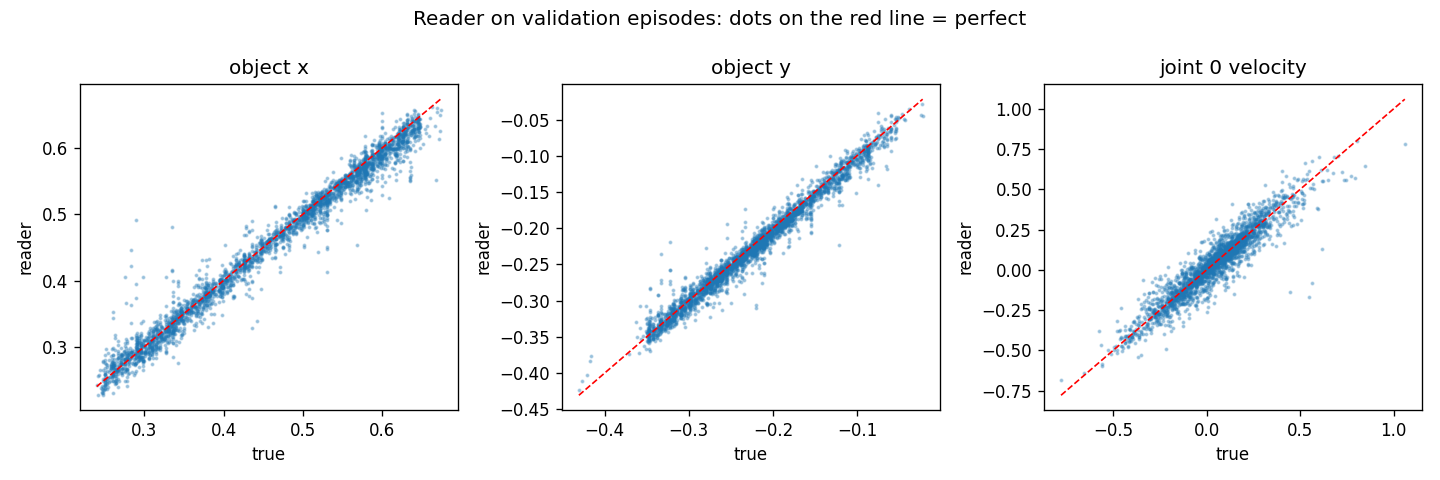 Reader on validation episodes: dots on the red line = perfect
object x
reader
0.6
0.5
0.4
0.3
0.3 0.4 0.5 0.6
true
object y
reader
−0.05
−0.10
−0.15
−0.20
−0.25
−0.30
−0.35
−0.40
−0.45
−0.4 −0.3 −0.2 −0.1
true
joint 0 velocity
reader
1.00
0.75
0.50
0.25
0.00
−0.25
−0.50
−0.75
−0.5 0.0 0.5 1.0
true